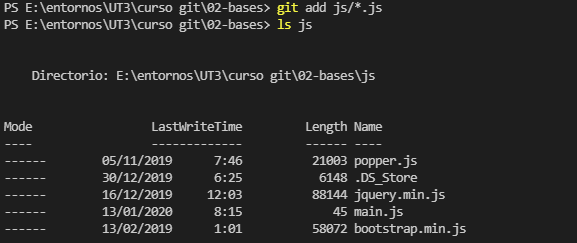 PS E:\entornos\UT3\curso git\02-bases> git add js/*.js
PS E:\entornos\UT3\curso git\02-bases> ls js
Directorio: E:\entornos\UT3\curso git\02-bases\js
Mode LastWriteTime Length Name
---- ------------- ------ ----
------ 05/11/2019 7:46 21003 popper.js
------ 30/12/2019 6:25 6148 .DS_Store
------ 16/12/2019 12:03 88144 jquery.min.js
------ 13/01/2020 8:15 45 main.js
------ 13/02/2019 1:01 58072 bootstrap.min.js